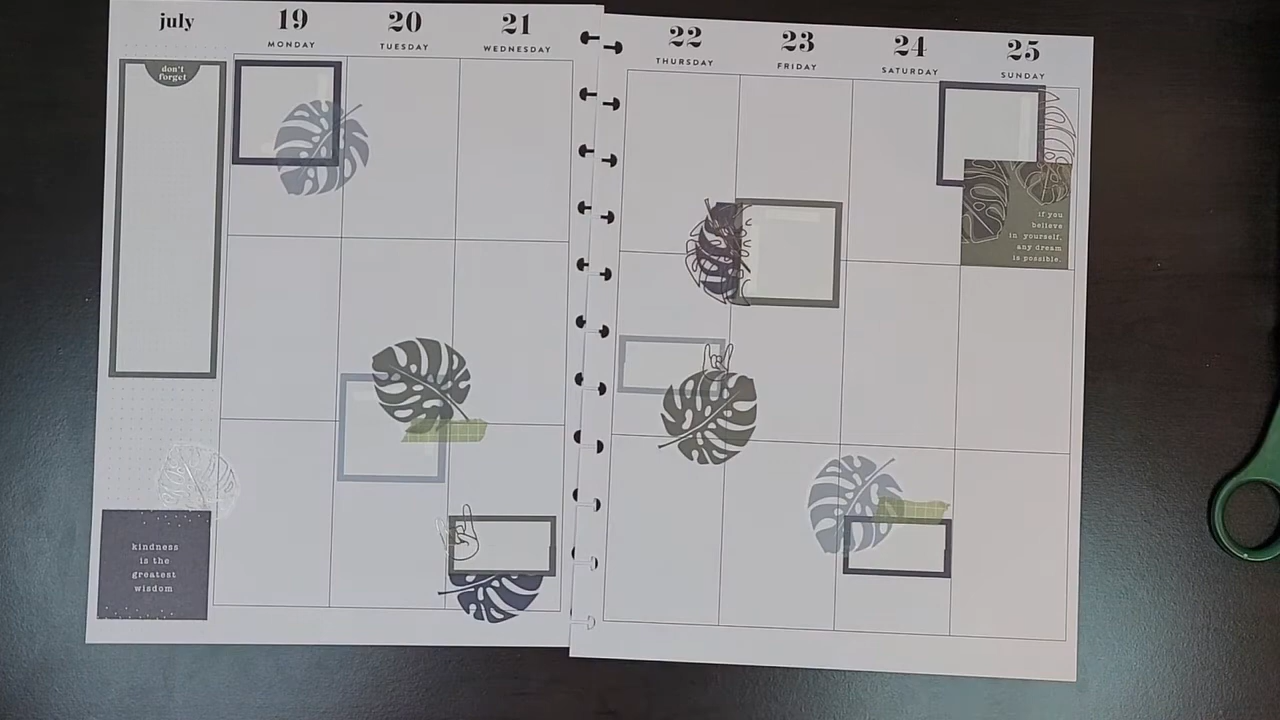 july
don't
forget
19
MONDAY
20
TUESDAY
21
WEDNESDAY
22
THURSDAY
23
FRIDAY
24
SATURDAY
25
SUNDAY
if you
believe
in yourself,
any dream
is possible.
kindness
is the
greatest
wisdom